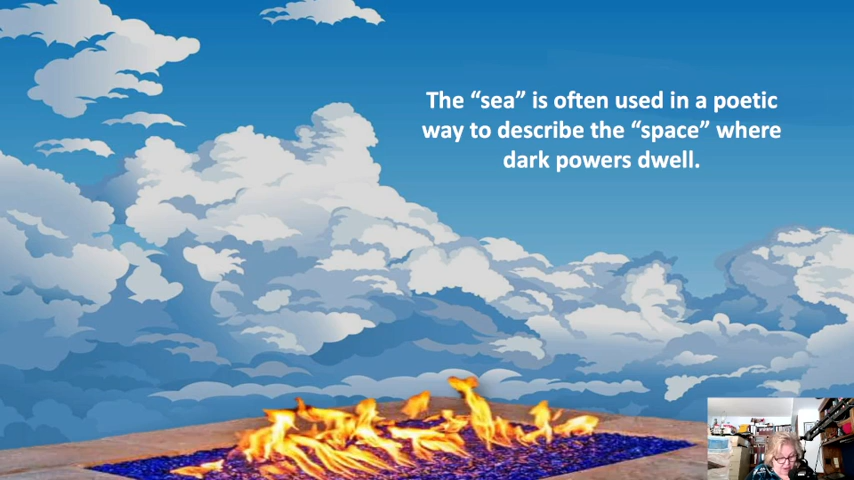 The “sea” is often used in a poetic
way to describe the “space” where
dark powers dwell.